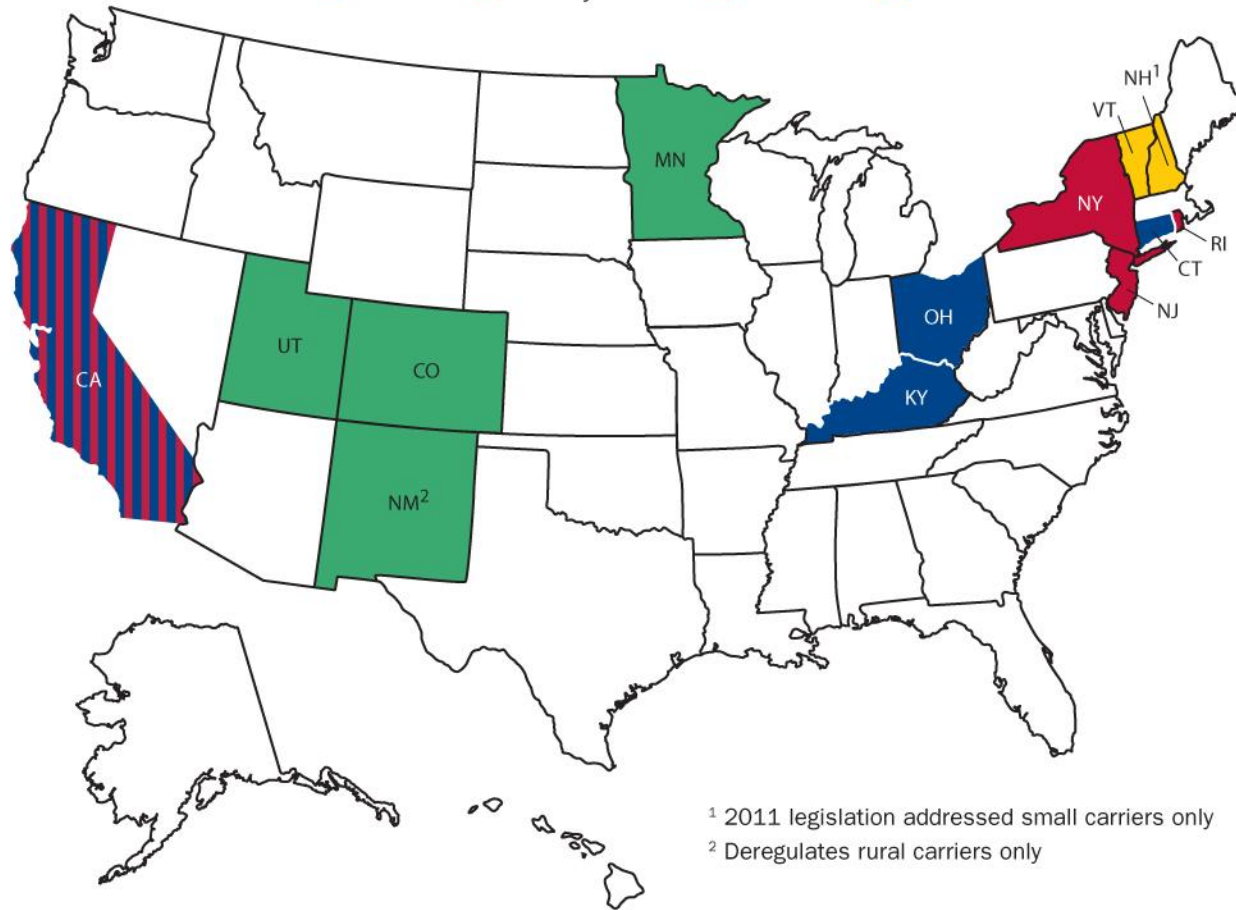 NH¹
VT
MN
NY
RI
CT
NJ
OH
UT
CO
CA
KY
NM²
¹ 2011 legislation addressed small carriers only
² Deregulates rural carriers only